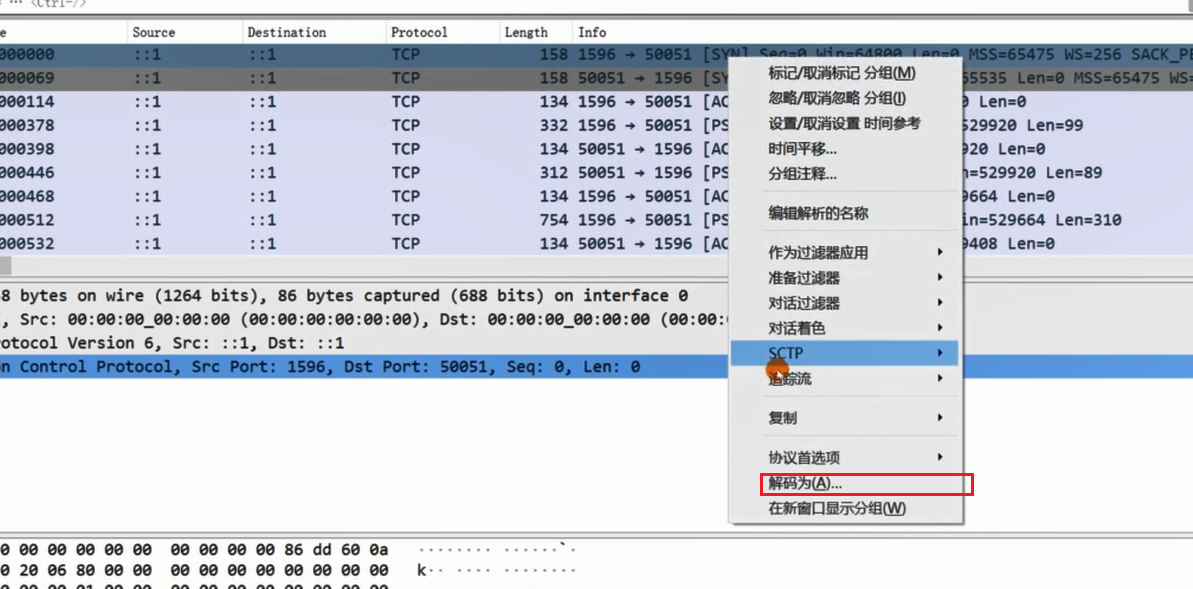 ··· <Ctrl-/>
e Source Destination Protocol Length Info
000000 ::1 ::1 TCP 158 1596 → 50051 [SYN] Seq=0 Win=64800 Len=0 MSS=65475 WS=256 SACK_PE
000069 ::1 ::1 TCP 158 50051 → 1596 [SY 65535 Len=0 MSS=65475 WS=
000114 ::1 ::1 TCP 134 1596 → 50051 [AC 0 Len=0
000378 ::1 ::1 TCP 332 1596 → 50051 [PS 529920 Len=99
000398 ::1 ::1 TCP 134 50051 → 1596 [AC 920 Len=0
000446 ::1 ::1 TCP 312 50051 → 1596 [PS n=529920 Len=89
000468 ::1 ::1 TCP 134 1596 → 50051 [AC 9664 Len=0
000512 ::1 ::1 TCP 754 1596 → 50051 [PS in=529664 Len=310
000532 ::1 ::1 TCP 134 50051 → 1596 [AC 9408 Len=0
标记/取消标记 分组(M)
忽略/取消忽略 分组(I)
设置/取消设置 时间参考
时间平移...
分组注释...
编辑解析的名称
作为过滤器应用
准备过滤器
对话过滤器
对话着色
SCTP
追踪流
复制
协议首选项
解码为(A)...
在新窗口显示分组(W)
8 bytes on wire (1264 bits), 86 bytes captured (688 bits) on interface 0
, Src: 00:00:00_00:00:00 (00:00:00:00:00:00), Dst: 00:00:00_00:00:00 (00:00:
otocol Version 6, Src: ::1, Dst: ::1
n Control Protocol, Src Port: 1596, Dst Port: 50051, Seq: 0, Len: 0
0 00 00 00 00 00 00 00 00 00 86 dd 60 0a ········ ······`·
0 20 06 80 00 00 00 00 00 00 00 00 00 00 k·· ···· ········